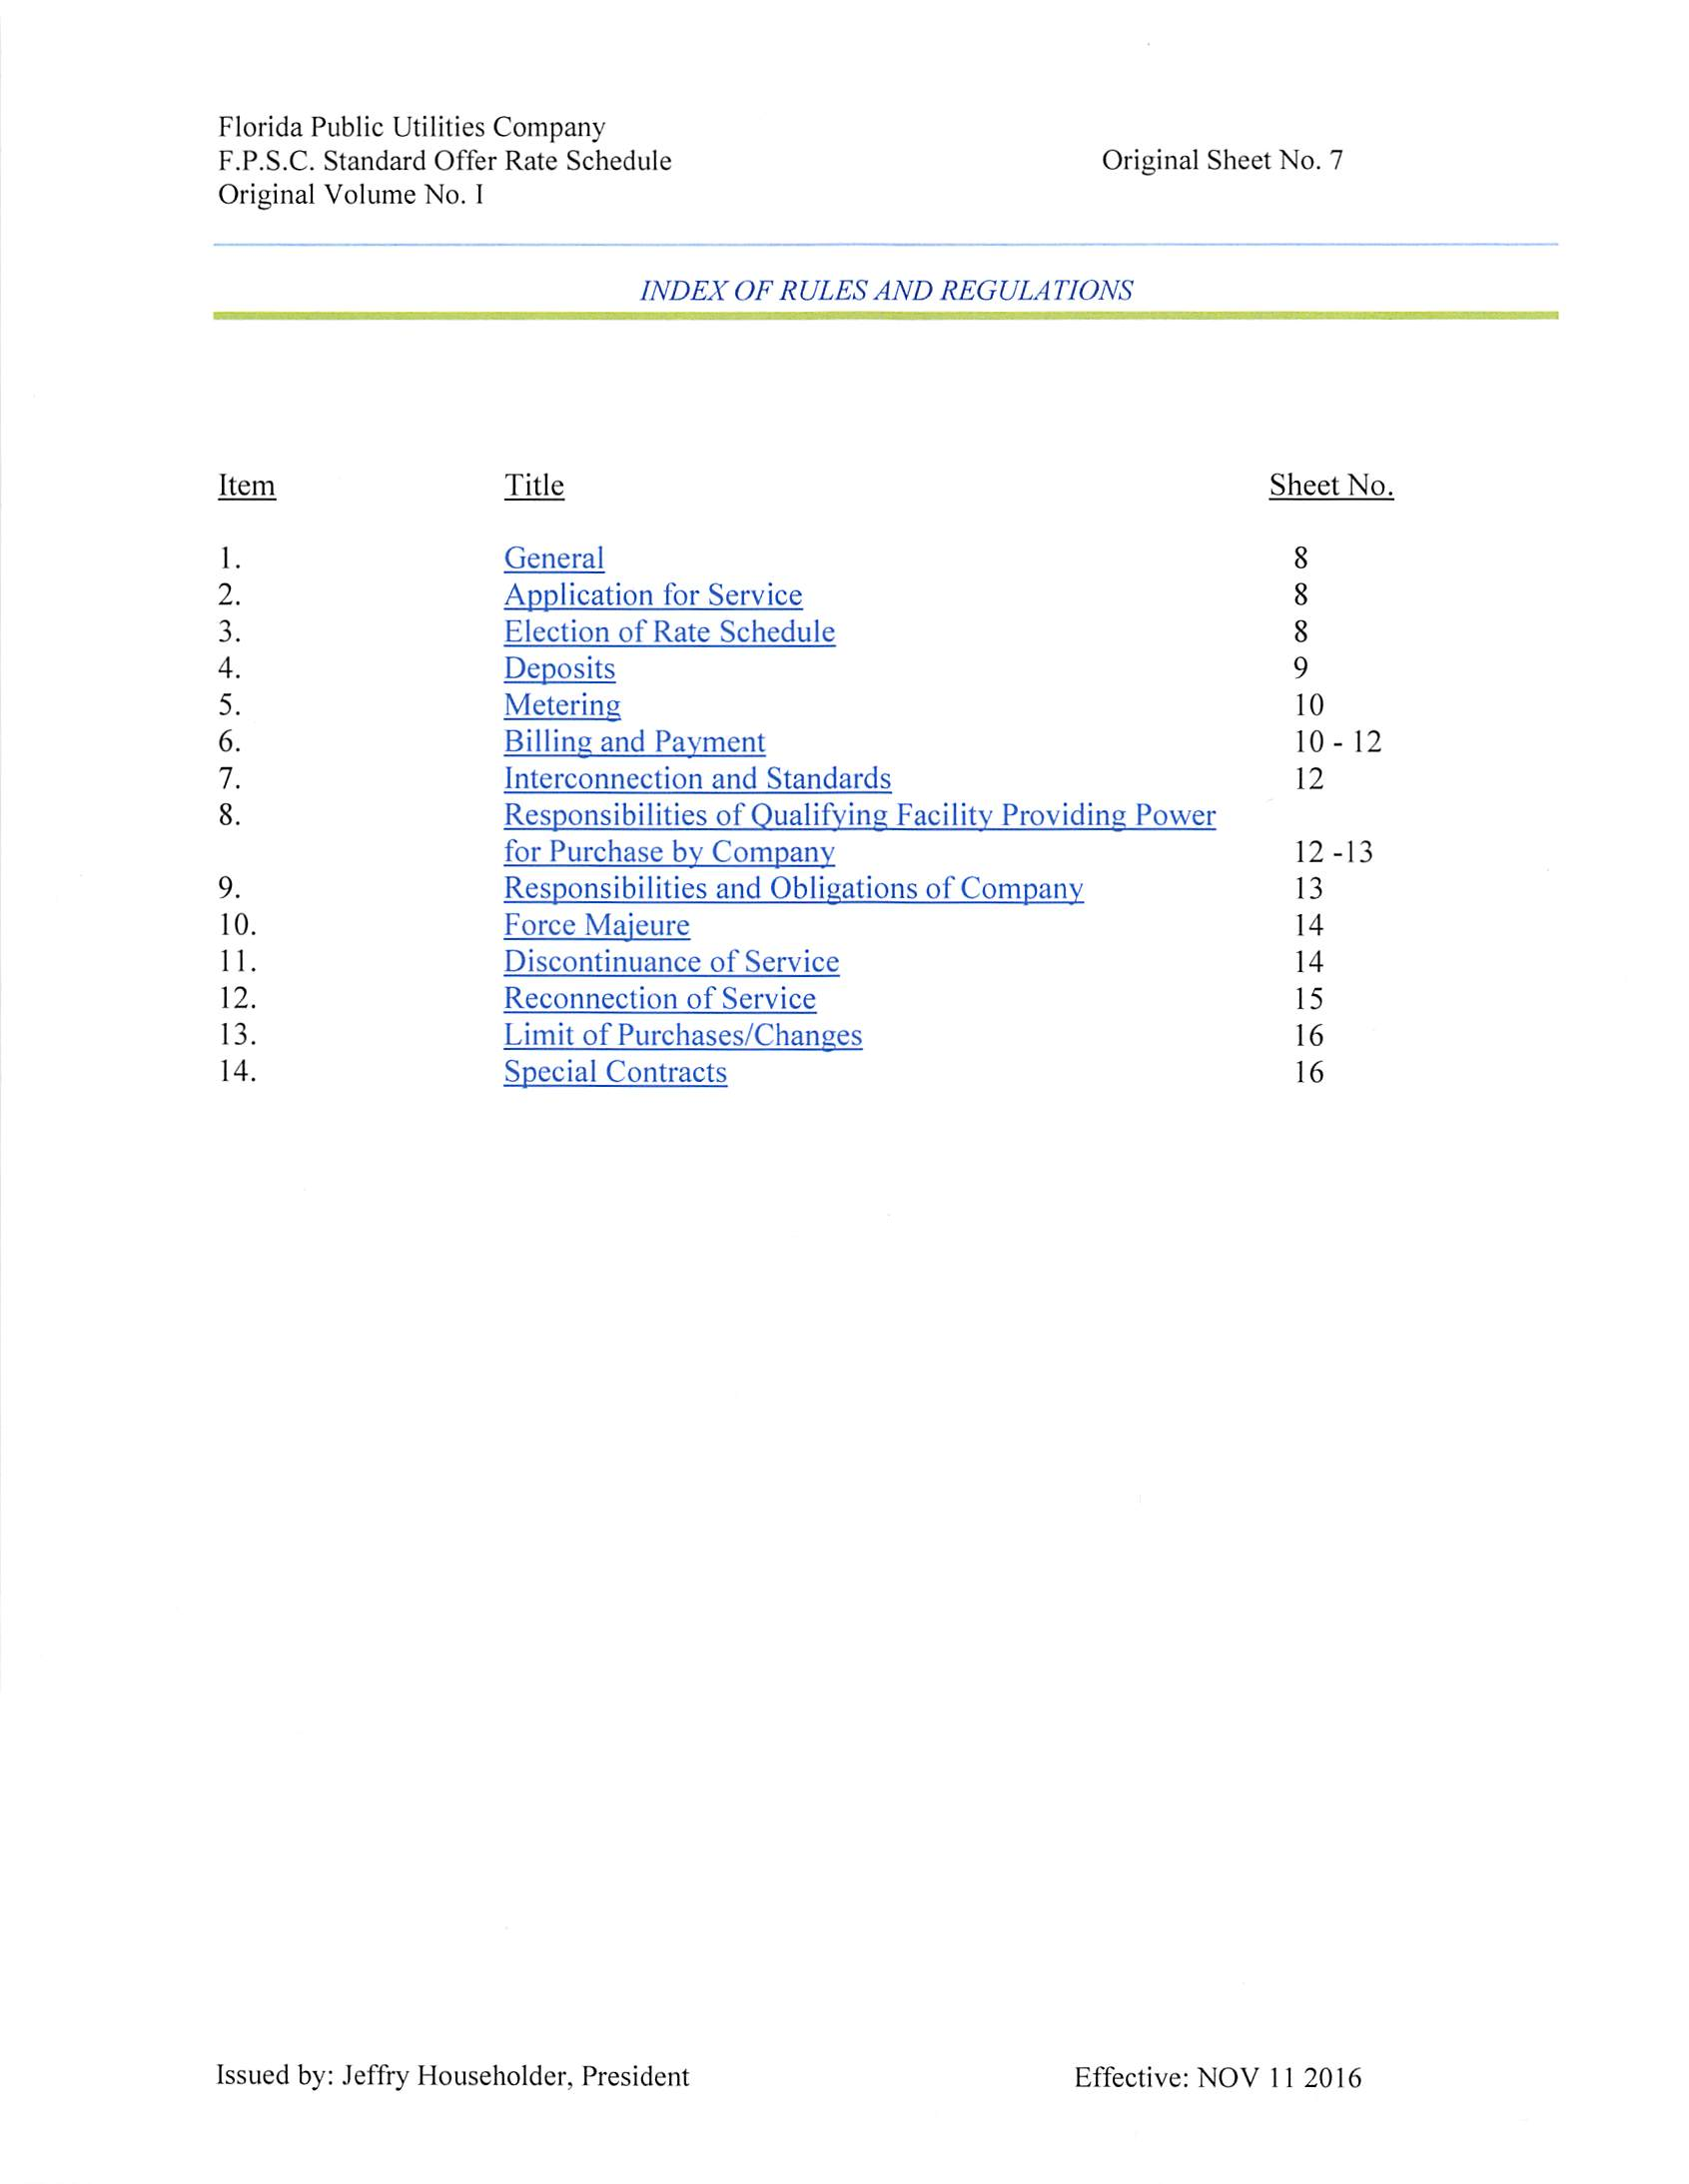 Florida Public Utilities Company
F.P.S.C. Standard Offer Rate Schedule Original Sheet No. 7
Original Volume No. I
INDEX OF RULES AND REGULATIONS
Item Title Sheet No.
1. General 8
2. Application for Service 8
3. Election of Rate Schedule 8
4. Deposits 9
5. Metering 10
6. Billing and Payment 10 - 12
7. Interconnection and Standards 12
8. Responsibilities of Qualifying Facility Providing Power
for Purchase by Company 12 -13
9. Responsibilities and Obligations of Company 13
10. Force Majeure 14
11. Discontinuance of Service 14
12. Reconnection of Service 15
13. Limit of Purchases/Changes 16
14. Special Contracts 16
Issued by: Jeffry Householder, President Effective: NOV 11 2016